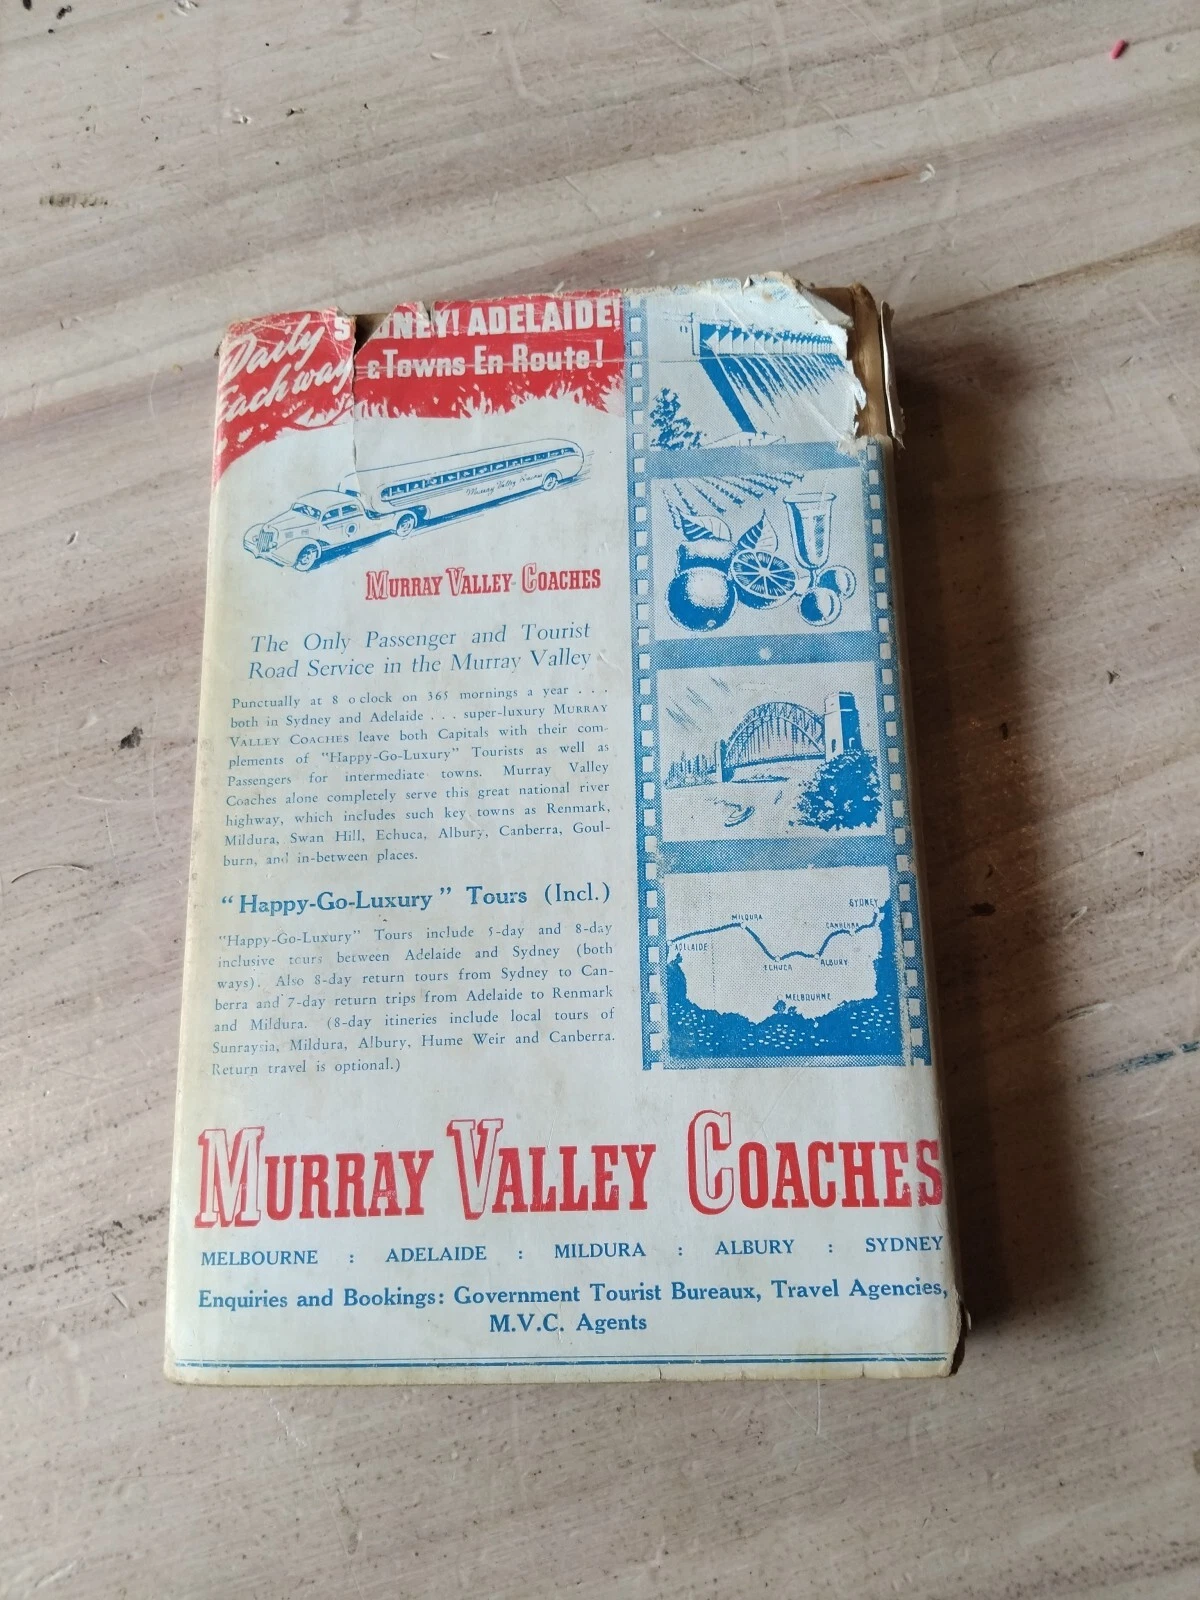 Daily SYDNEY! ADELAIDE!
Coachways & Towns En Route!
Murray Valley Coaches
MURRAY VALLEY COACHES
The Only Passenger and Tourist
Road Service in the Murray Valley
Punctually at 8 o clock on 365 mornings a year . . .
both in Sydney and Adelaide . . . super-luxury MURRAY
VALLEY COACHES leave both Capitals with their com-
plements of "Happy-Go-Luxury" Tourists as well as
Passengers for intermediate towns. Murray Valley
Coaches alone completely serve this great national river
highway, which includes such key towns as Renmark,
Mildura, Swan Hill, Echuca, Albury, Canberra, Goul-
burn, and in-between places.
"Happy-Go-Luxury" Tours (Incl.)
"Happy-Go-Luxury" Tours include 5-day and 8-day
inclusive tours between Adelaide and Sydney (both
ways). Also 8-day return tours from Sydney to Can-
berra and 7-day return trips from Adelaide to Renmark
and Mildura. (8-day itineries include local tours of
Sunraysia, Mildura, Albury, Hume Weir and Canberra.
Return travel is optional.)
SYDNEY
MILDURA
CANBERRA
ADELAIDE
ECHUCA
ALBURY
MELBOURNE
MURRAY VALLEY COACHES
MELBOURNE : ADELAIDE : MILDURA : ALBURY : SYDNEY
Enquiries and Bookings: Government Tourist Bureaux, Travel Agencies,
M.V.C. Agents